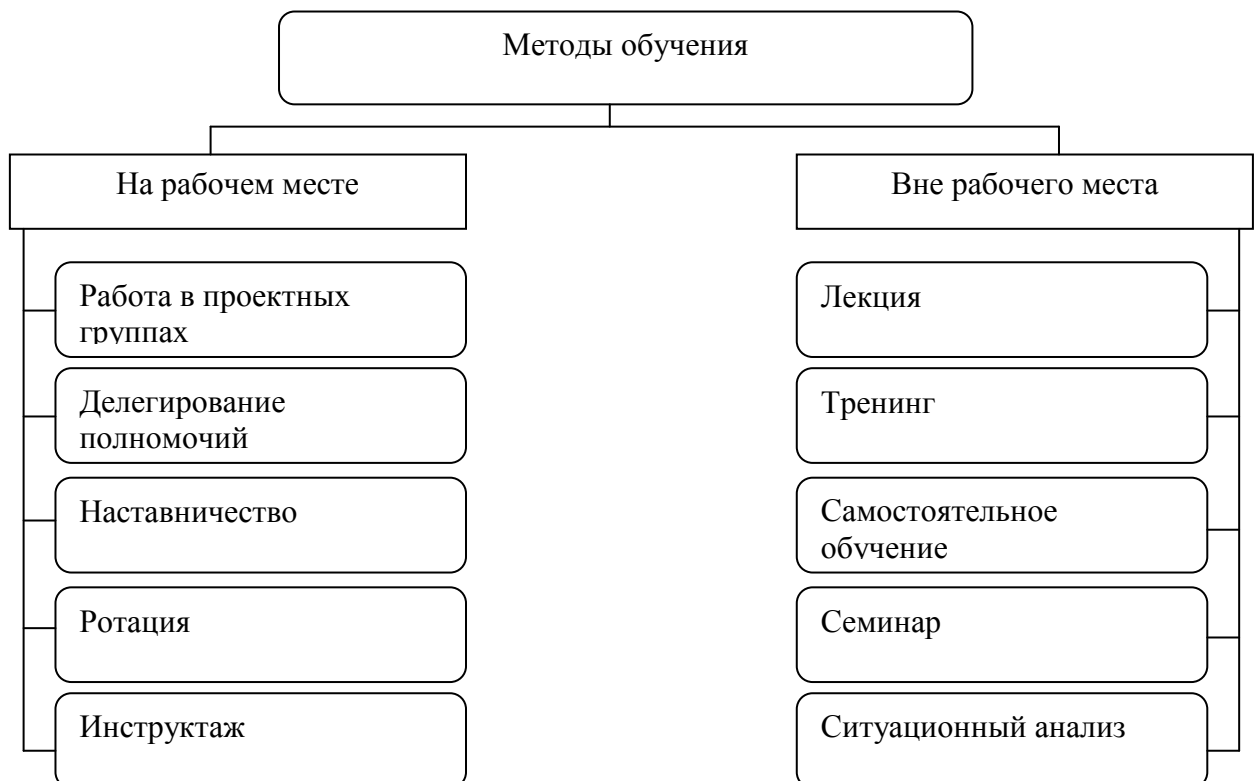 Методы обучения
На рабочем месте
Работа в проектных
группах
Делегирование
полномочий
Наставничество
Ротация
Инструктаж
Вне рабочего места
Лекция
Тренинг
Самостоятельное
обучение
Семинар
Ситуационный анализ